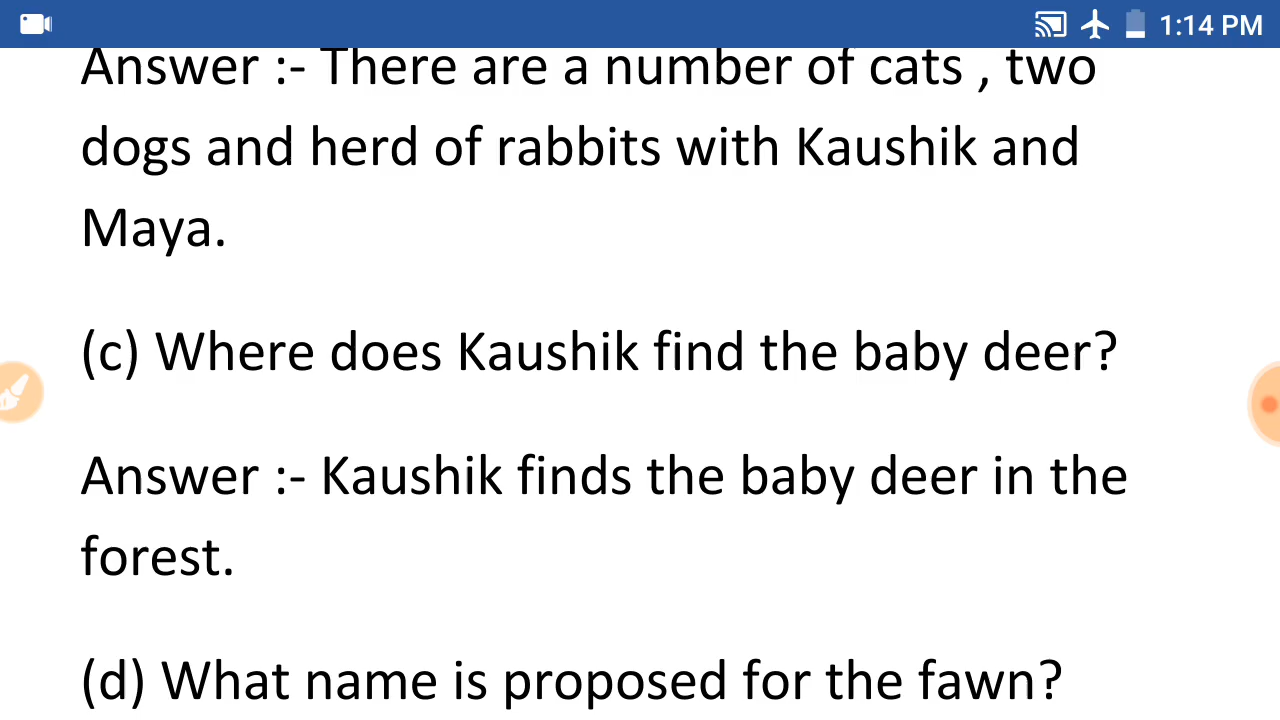 1:14 PM
Answer :- There are a number of cats , two
dogs and herd of rabbits with Kaushik and
Maya.
(c) Where does Kaushik find the baby deer?
Answer :- Kaushik finds the baby deer in the
forest.
(d) What name is proposed for the fawn?